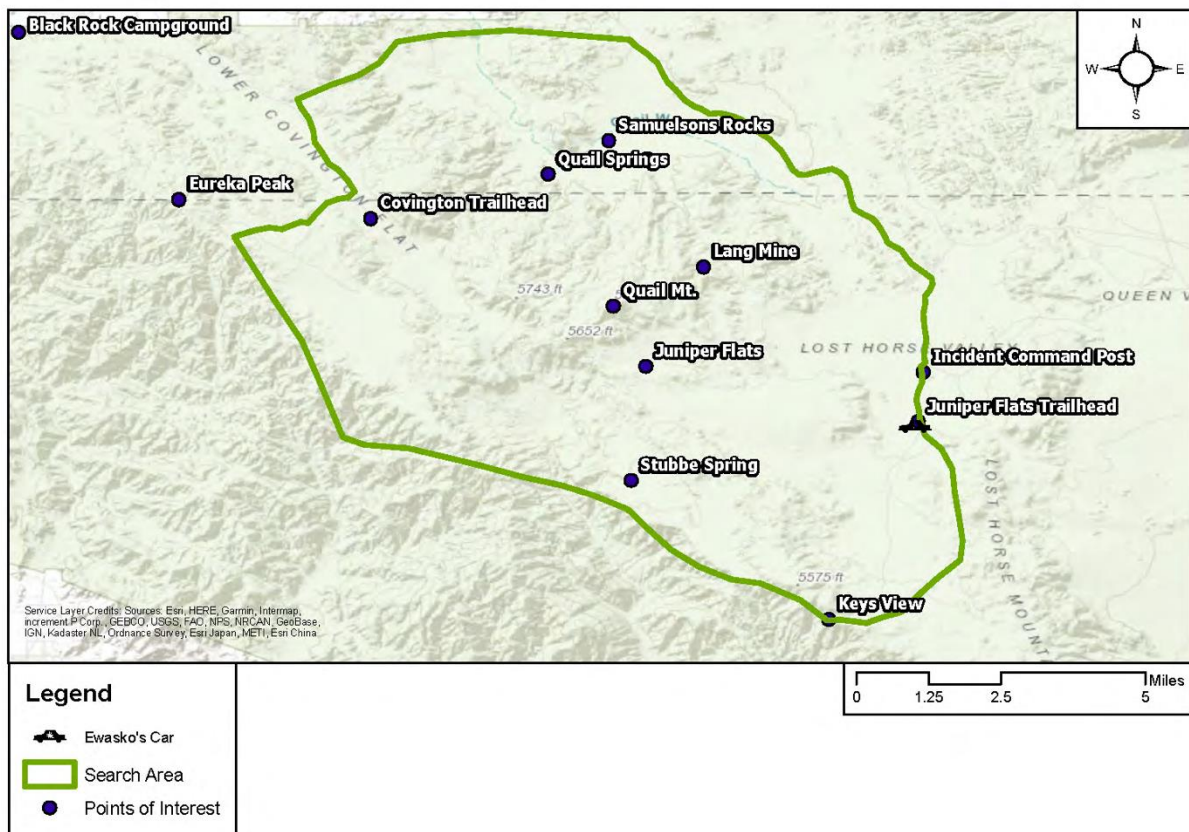 Black Rock Campground
N
W
E
S
LOWER COVINGTON FLAT
Samuelsons Rocks
Quail Springs
Eureka Peak
Covington Trailhead
Lang Mine
5743 ft
QUEEN V
Quail Mt.
5652 ft
LOST HORSE VALLEY
Juniper Flats
Incident Command Post
Juniper Flats Trailhead
Stubbe Spring
LOST HORSE MOUNT
5575 ft
Keys View
Service Layer Credits: Sources: Esri, HERE, Garmin, Intermap,
increment P Corp., GEBCO, USGS, FAO, NPS, NRCAN, GeoBase,
IGN, Kadaster NL, Ordnance Survey, Esri Japan, METI, Esri China
Legend
Ewasko's Car
Search Area
Points of Interest
Miles
0 1.25 2.5 5